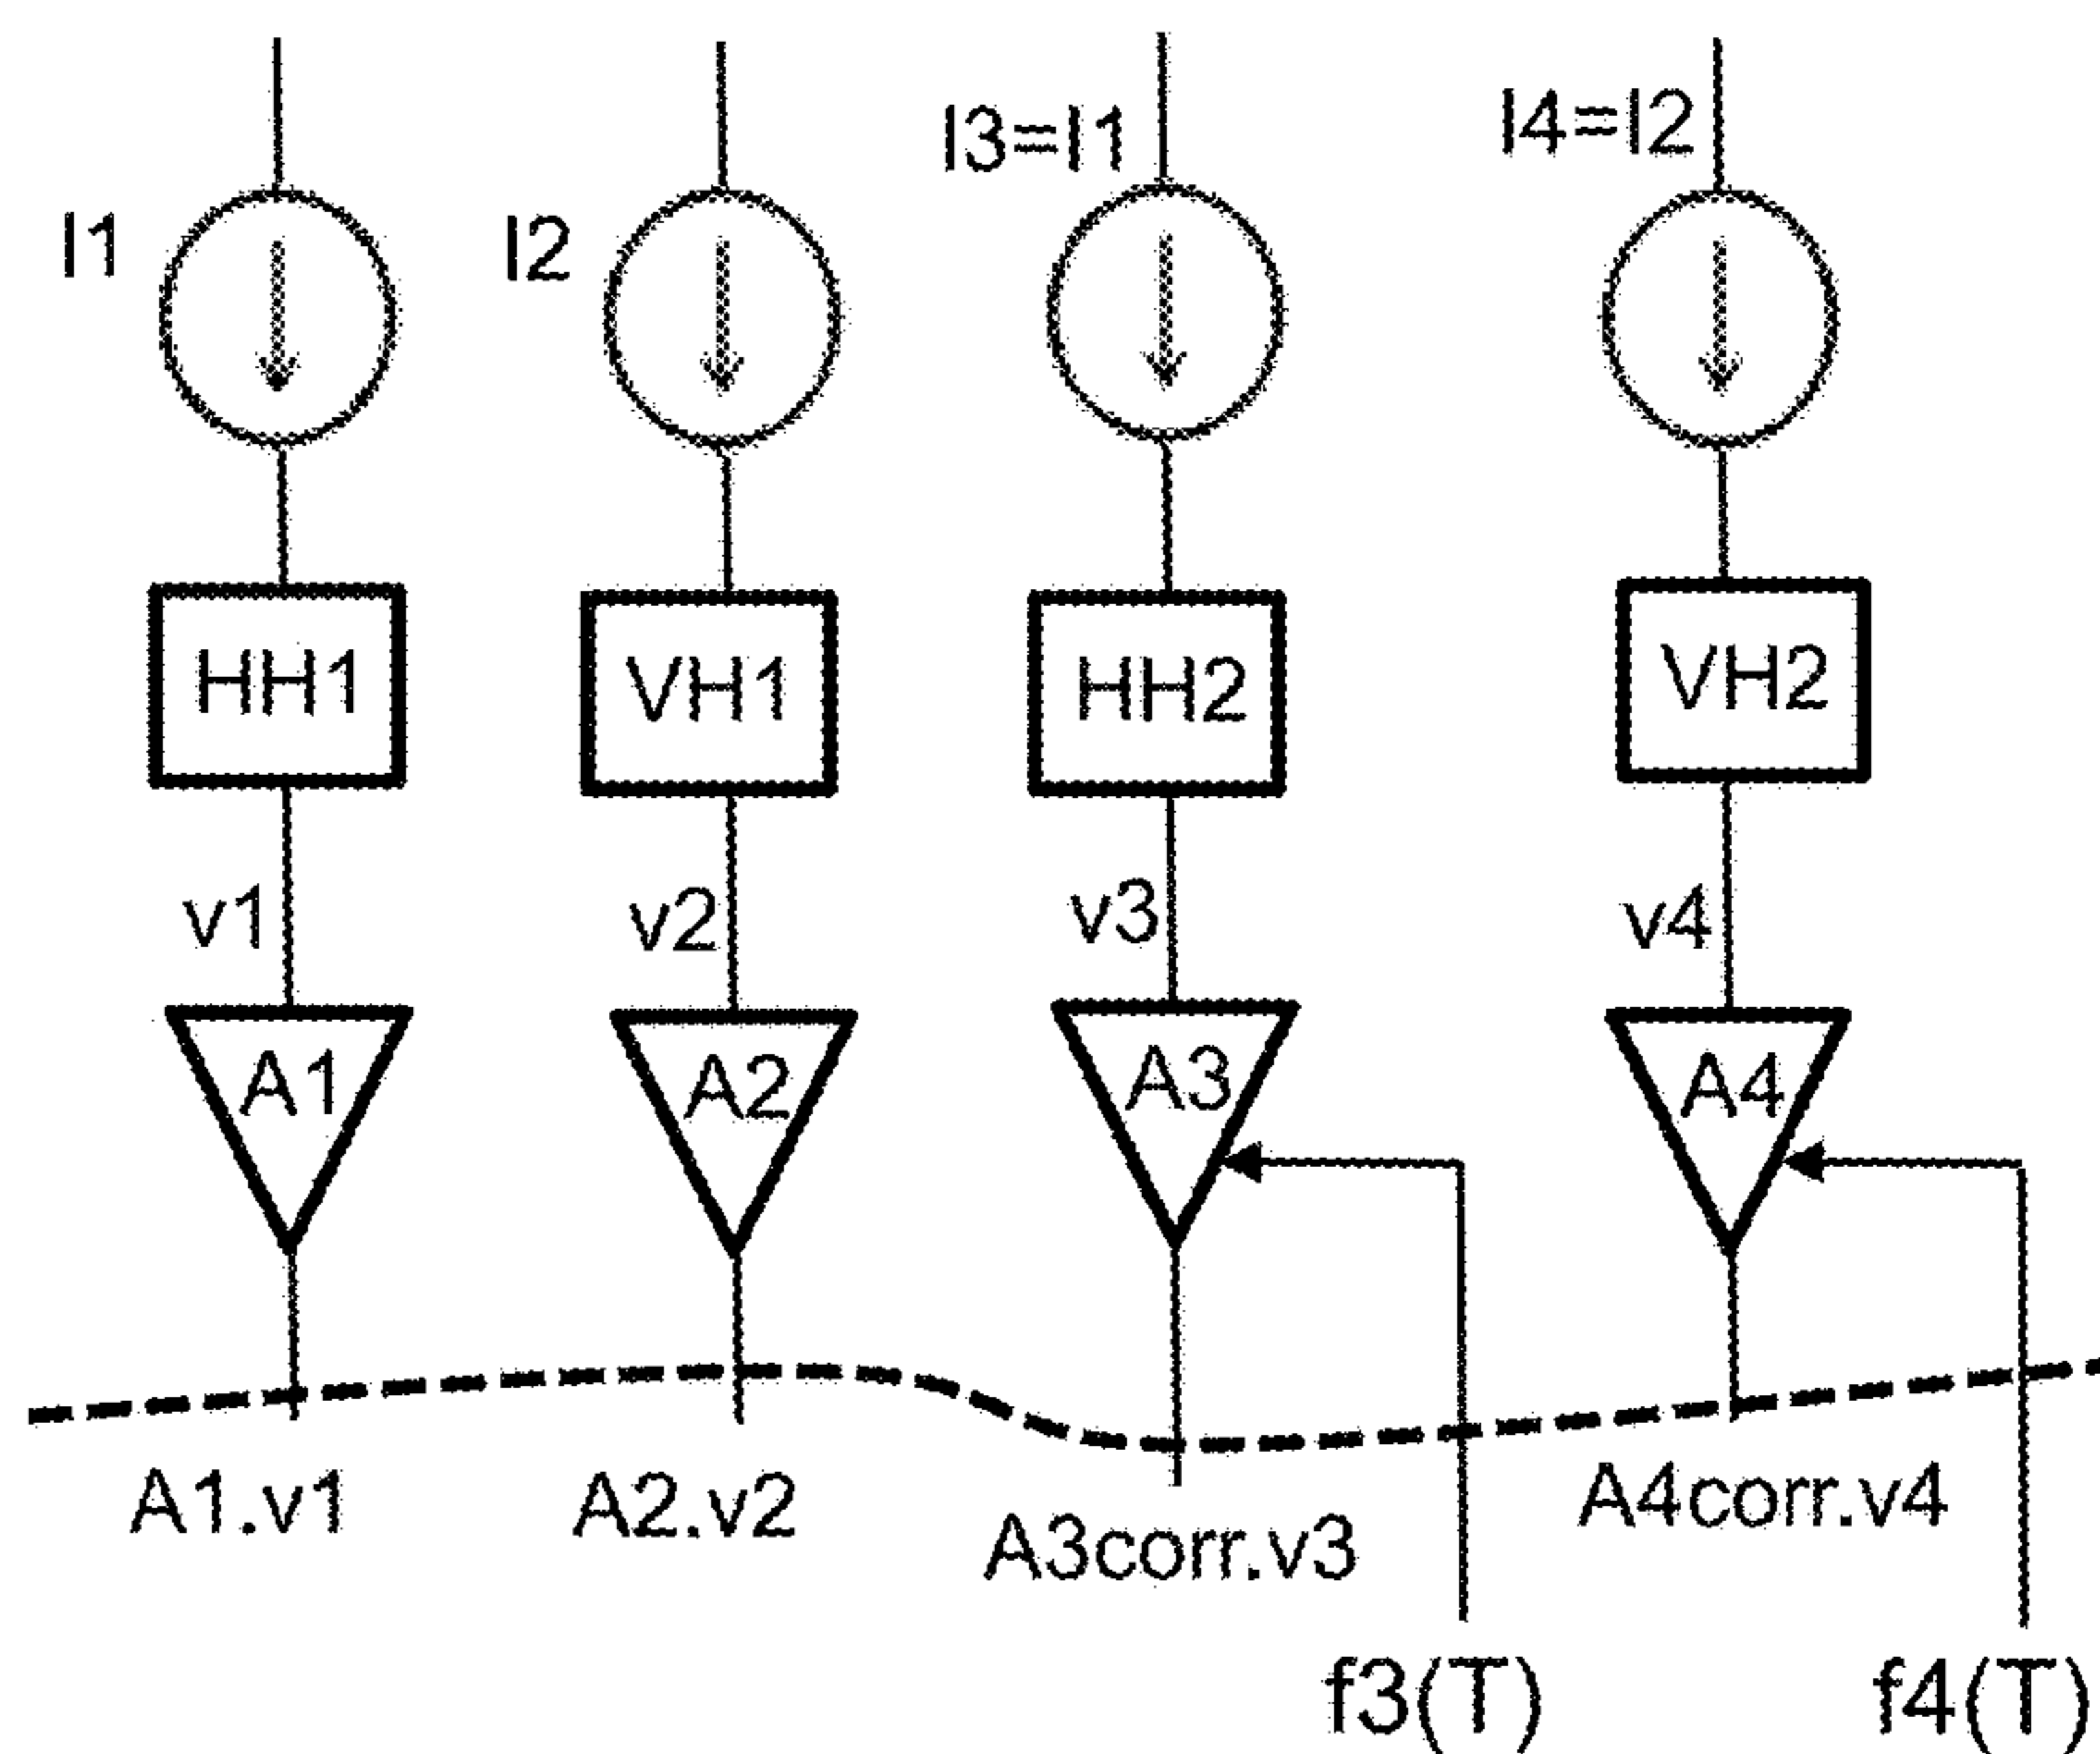 I1
I2
I3=I1
I4=I2
HH1
VH1
HH2
VH2
v1
v2
v3
v4
A1
A2
A3
A4
A1.v1
A2.v2
A3corr.v3
A4corr.v4
f3(T)
f4(T)